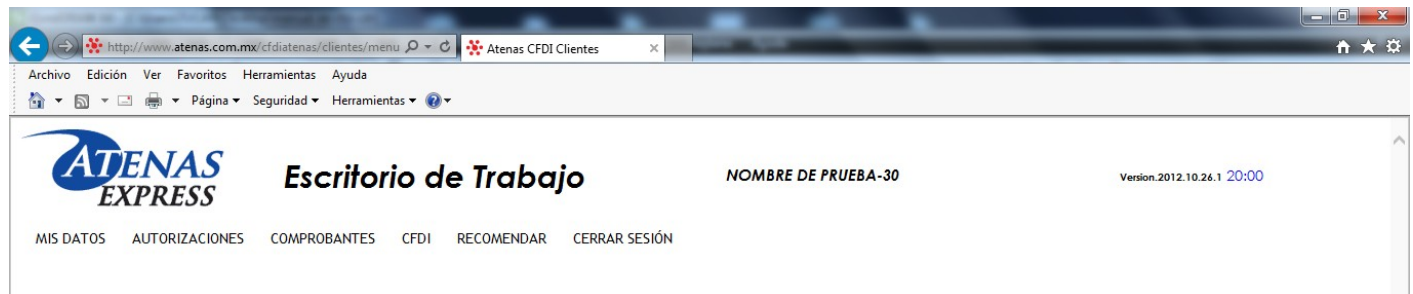 http://www.atenas.com.mx/cfdiatenas/clientes/menu
Atenas CFDI Clientes
Archivo Edición Ver Favoritos Herramientas Ayuda
Página Seguridad Herramientas
ATENAS
EXPRESS
Escritorio de Trabajo
NOMBRE DE PRUEBA-30
Version.2012.10.26.1 20:00
MIS DATOS AUTORIZACIONES COMPROBANTES CFDI RECOMENDAR CERRAR SESIÓN